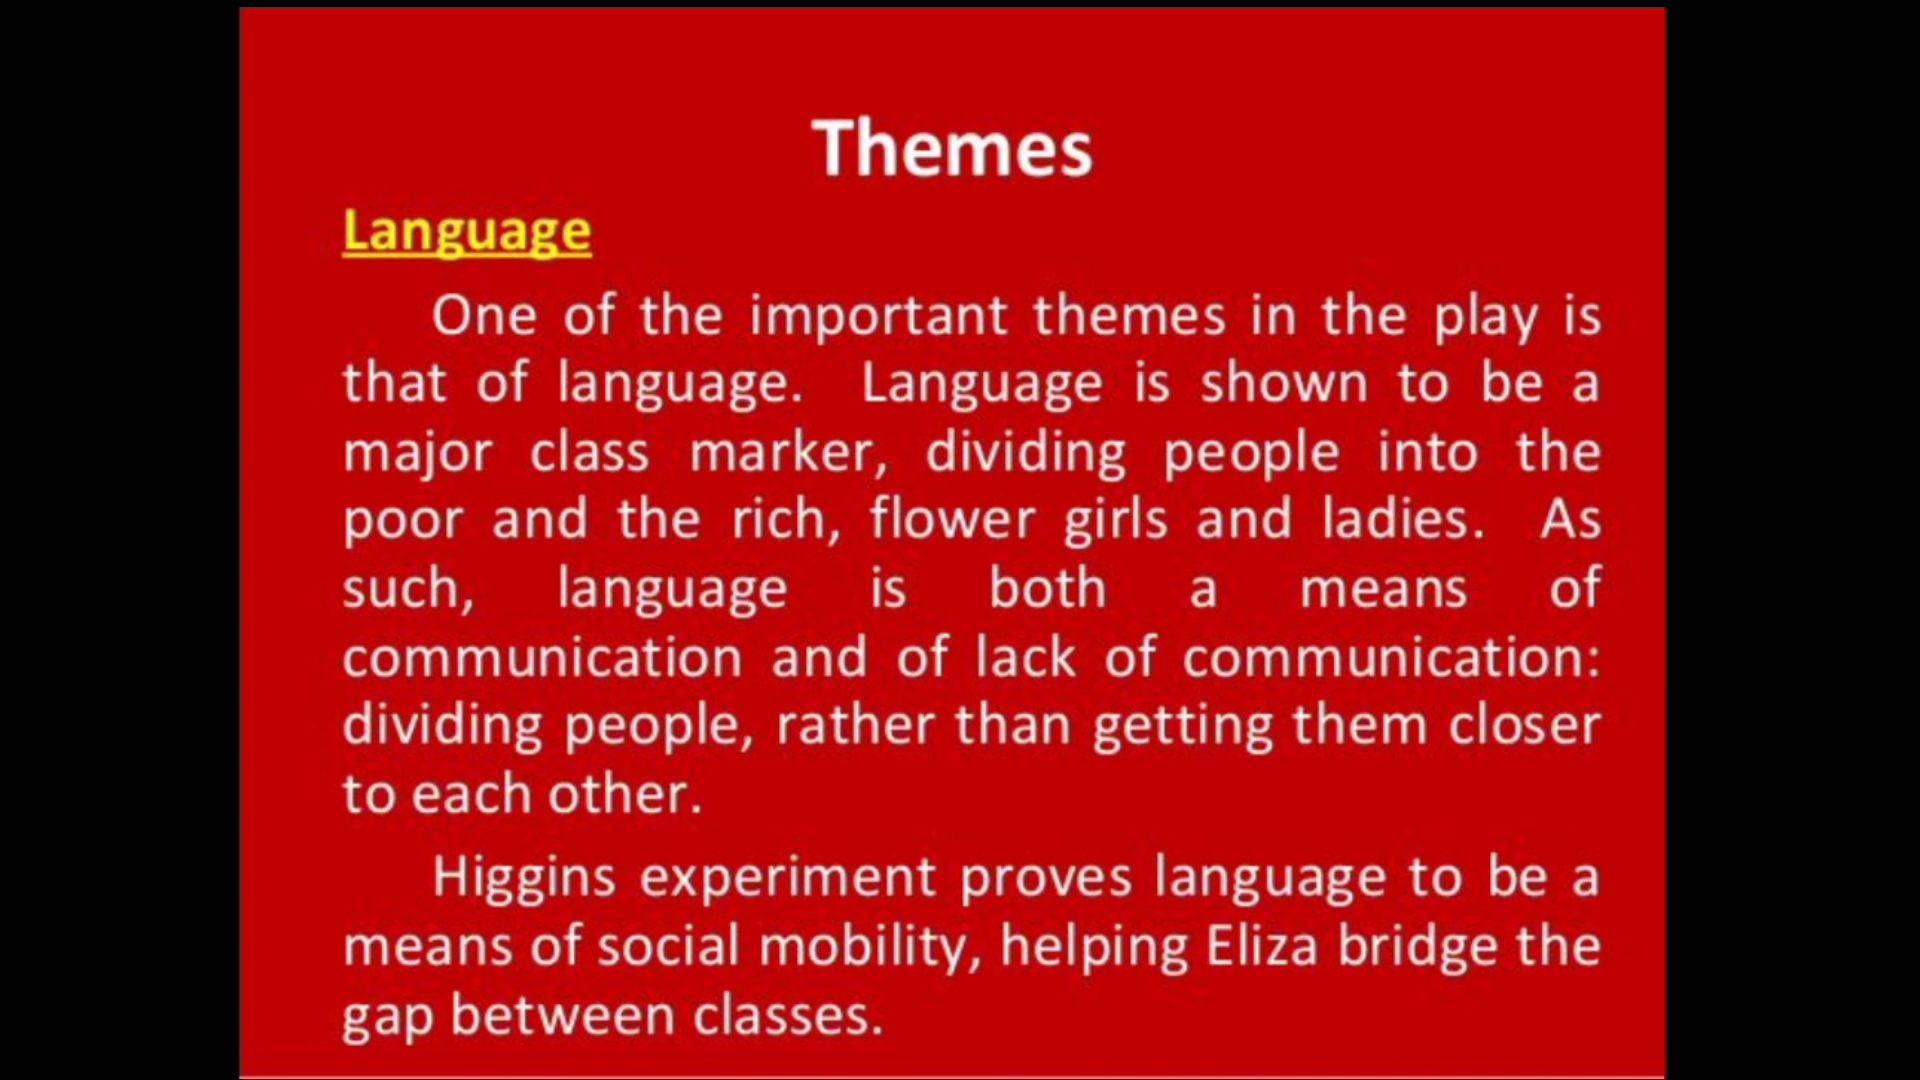 Themes
Language
One of the important themes in the play is
that of language. Language is shown to be a
major class marker, dividing people into the
poor and the rich, flower girls and ladies. As
such, language is both a means of
communication and of lack of communication:
dividing people, rather than getting them closer
to each other.
Higgins experiment proves language to be a
means of social mobility, helping Eliza bridge the
gap between classes.